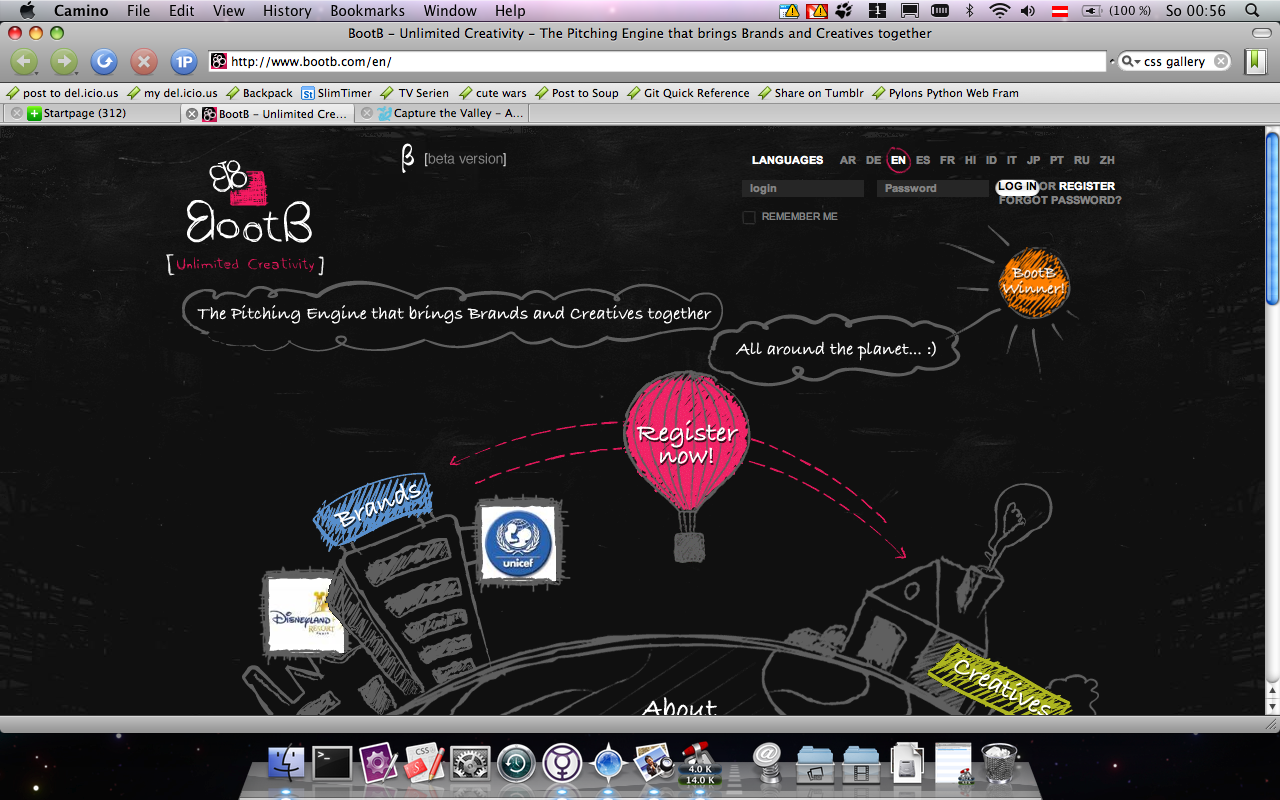 Camino File Edit View History Bookmarks Window Help 1 (100 %) So 00:56
BootB – Unlimited Creativity – The Pitching Engine that brings Brands and Creatives together
1P http://www.bootb.com/en/ css gallery
post to del.icio.us my del.icio.us Backpack St SlimTimer TV Serien cute wars Post to Soup Git Quick Reference Share on Tumblr Pylons Python Web Fram
Startpage (312) BootB – Unlimited Cre... Capture the Valley – A...
β [beta version]
LANGUAGES AR DE EN ES FR HI ID IT JP PT RU ZH
login Password LOG IN OR REGISTER
FORGOT PASSWORD?
REMEMBER ME
BootB
[Unlimited Creativity]
BootB
Winner!
The Pitching Engine that brings Brands and Creatives together
All around the planet... :)
Register
now!
Brands
unicef
DISNEYLAND
RESORT
PARIS
Creatives
About
CSS
S
4.0 K
14.0 K